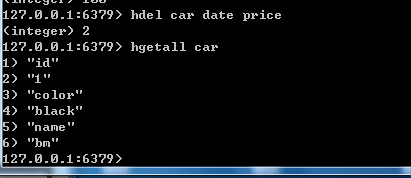 127.0.0.1:6379> hdel car date price
(integer) 2
127.0.0.1:6379> hgetall car
1) "id"
2) "1"
3) "color"
4) "black"
5) "name"
6) "bm"
127.0.0.1:6379>